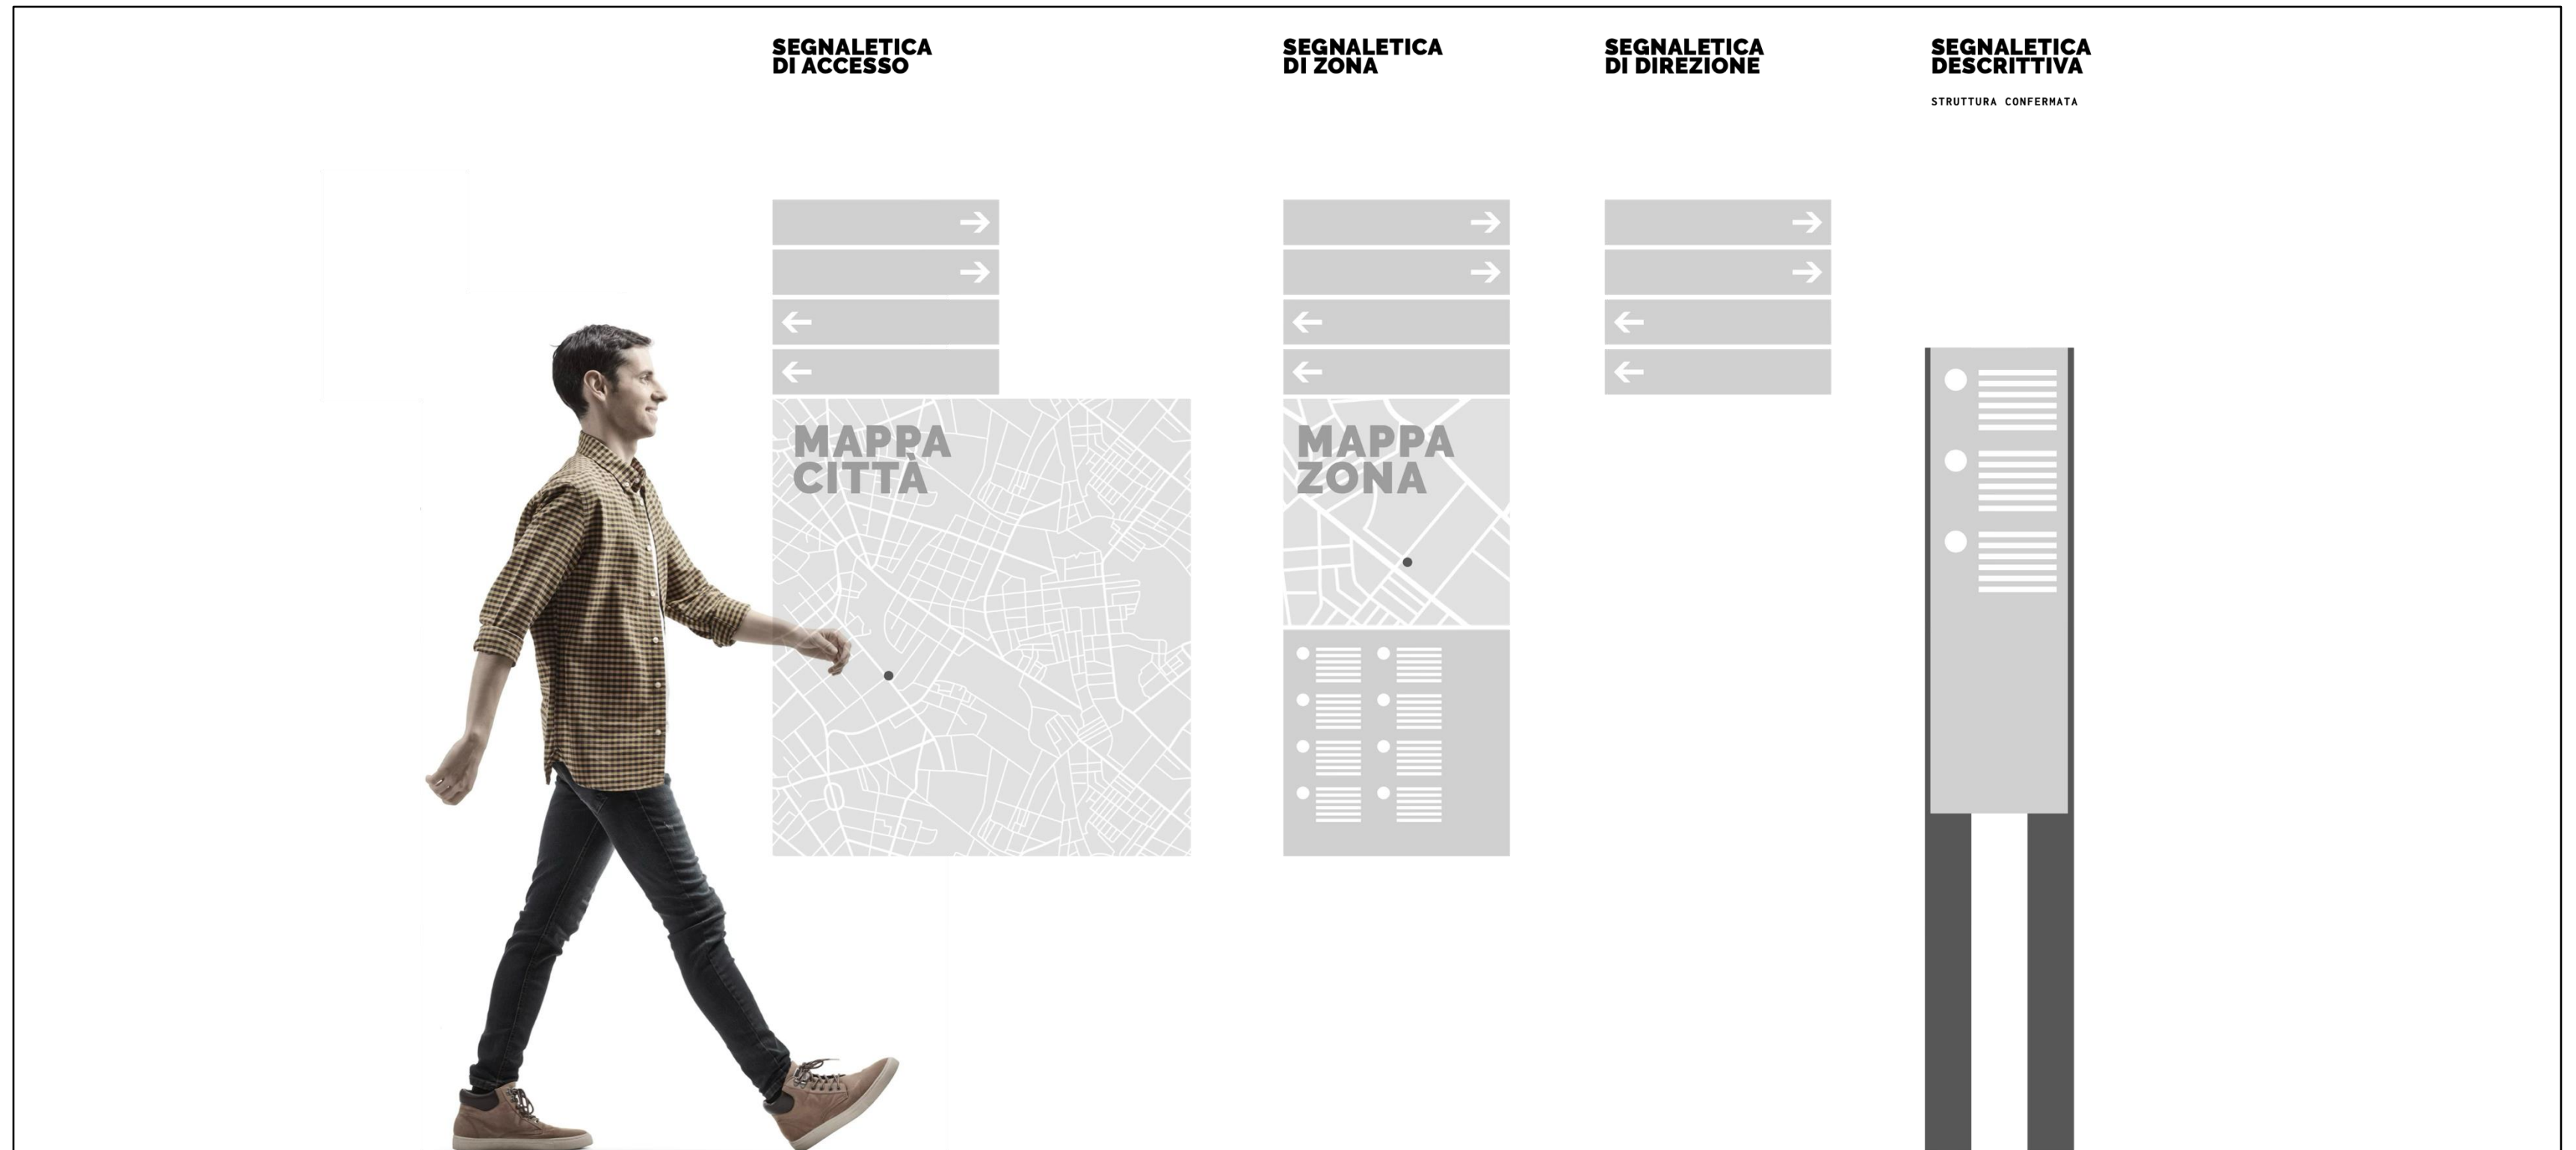 SEGNALETICA
DI ACCESSO
SEGNALETICA
DI ZONA
SEGNALETICA
DI DIREZIONE
SEGNALETICA
DESCRITTIVA
STRUTTURA CONFERMATA
MAPPA
CITTÀ
MAPPA
ZONA